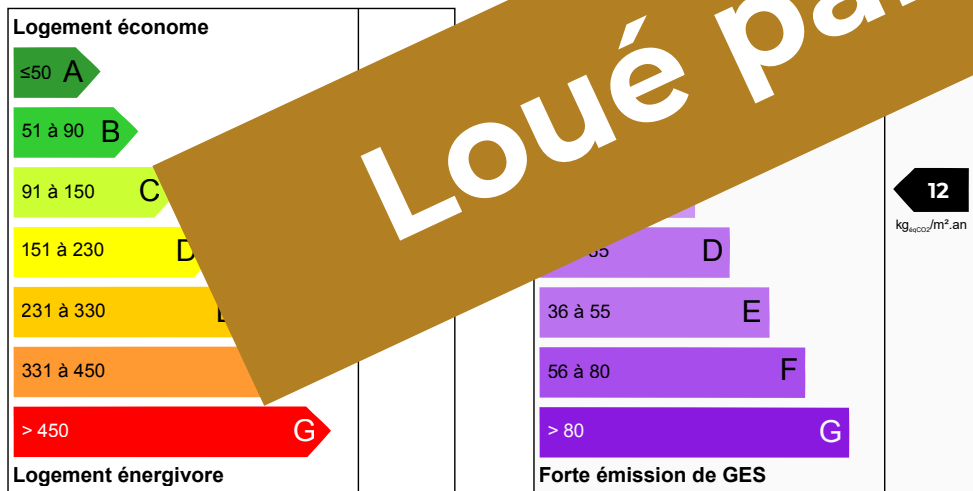 Logement économe
≤50 A
51 à 90 B
91 à 150 C
151 à 230 D
231 à 330
331 à 450
> 450 G
Logement énergivore
Loué
12
kgéqCO2/m².an
D
36 à 55 E
56 à 80 F
> 80 G
Forte émission de GES